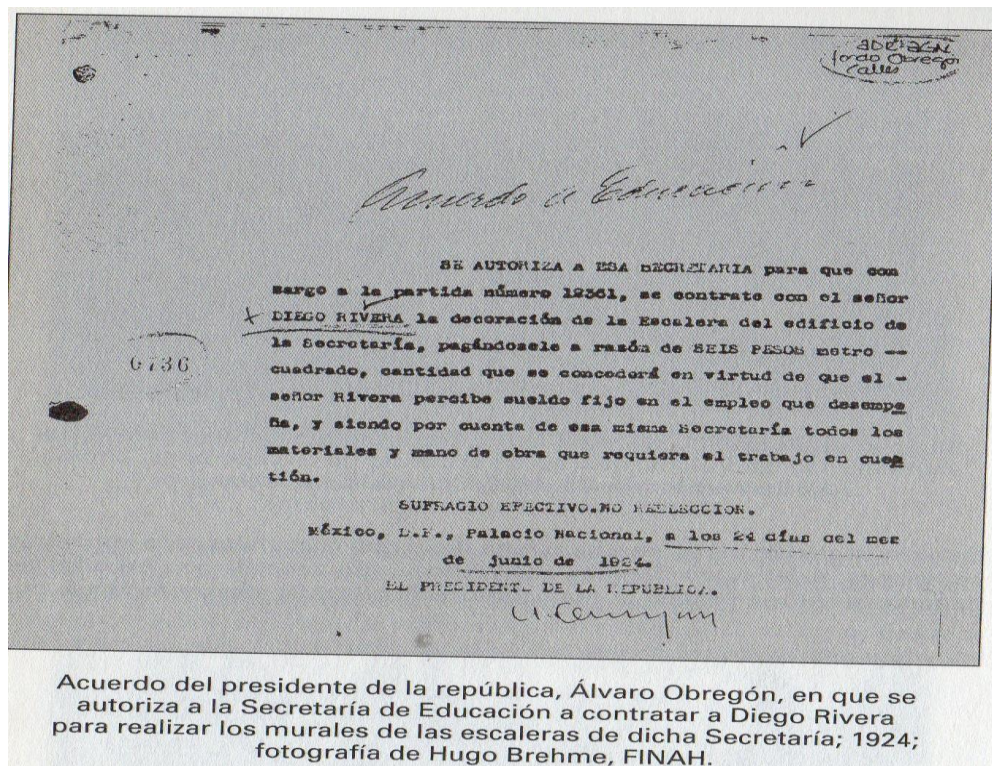 fondo Obregón
Calles
Acuerdo a Educación
SE AUTORIZA A ESA SECRETARIA para que con
cargo a la partida número 12361, se contrate con el señor
DIEGO RIVERA la decoración de la Escalera del edificio de
la Secretaría, pagándosele a razón de SEIS PESOS metro --
cuadrado, cantidad que se concederá en virtud de que el -
señor Rivera percibe sueldo fijo en el empleo que desempe
ña, y siendo por cuenta de esa misma Secretaría todos los
materiales y mano de obra que requiera el trabajo en cues
tión.
0736
SUFRAGIO EFECTIVO.NO REELECCION.
México, D.F., Palacio Nacional, a los 24 días del mes
de junio de 1924.
EL PRESIDENTE DE LA REPUBLICA.
Acuerdo del presidente de la república, Álvaro Obregón, en que se
autoriza a la Secretaría de Educación a contratar a Diego Rivera
para realizar los murales de las escaleras de dicha Secretaría; 1924;
fotografía de Hugo Brehme, FINAH.